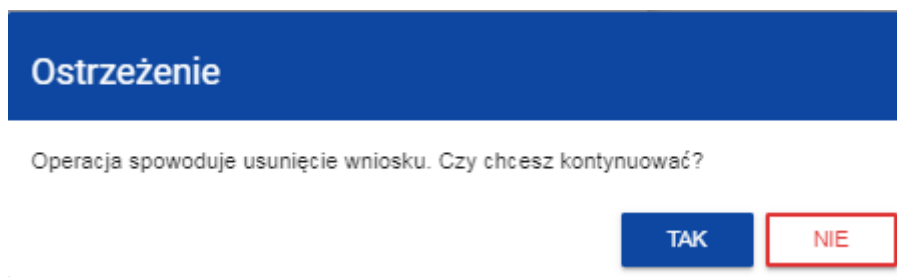 Ostrzeżenie
Operacja spowoduje usunięcie wniosku. Czy chcesz kontynuować?
TAK NIE